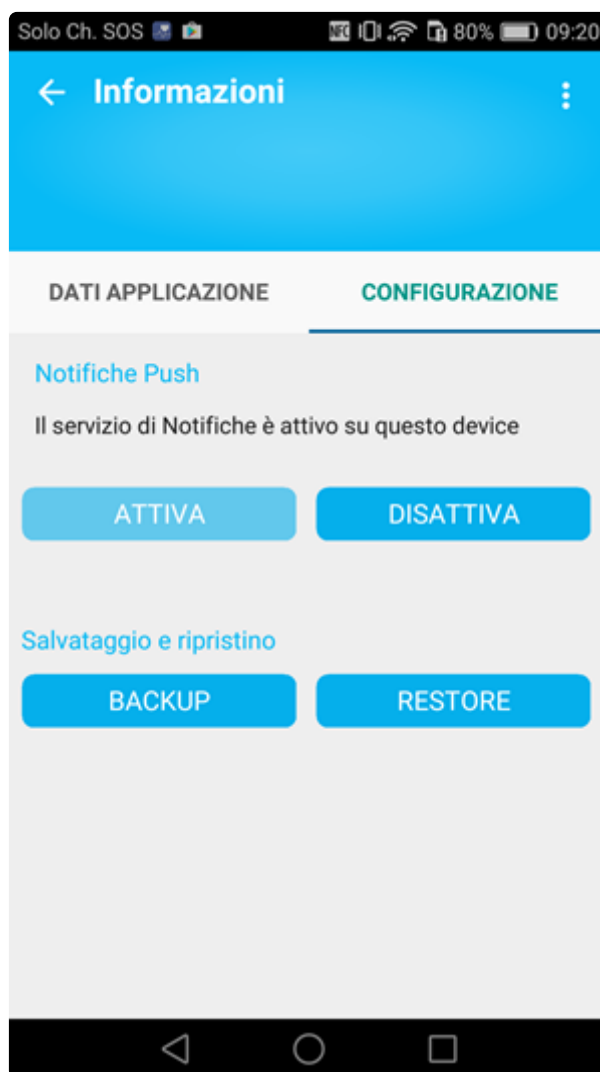 Solo Ch. SOS NFC 80% 09:20
Informazioni
DATI APPLICAZIONE CONFIGURAZIONE
Notifiche Push
Il servizio di Notifiche è attivo su questo device
ATTIVA DISATTIVA
Salvataggio e ripristino
BACKUP RESTORE